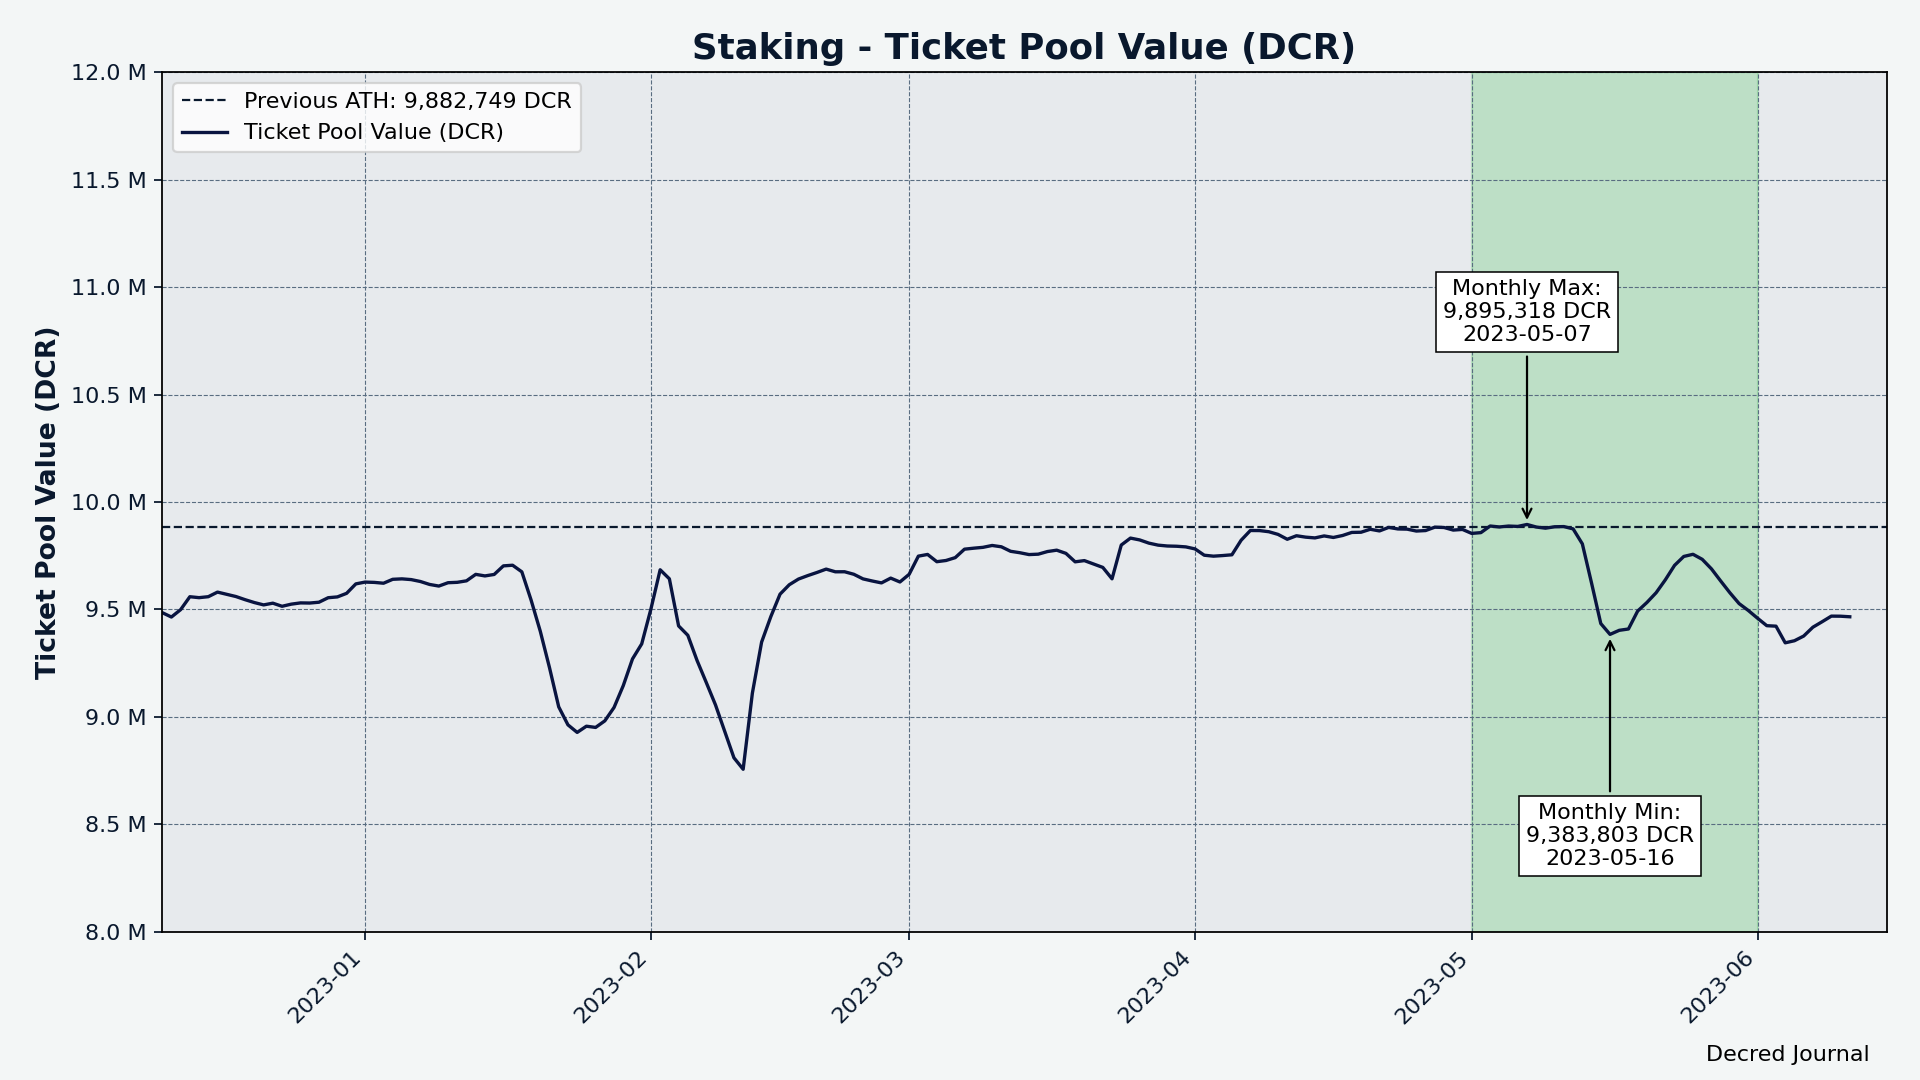 Staking - Ticket Pool Value (DCR)
Ticket Pool Value (DCR)
12.0 M
11.5 M
11.0 M
10.5 M
10.0 M
9.5 M
9.0 M
8.5 M
8.0 M
Previous ATH: 9,882,749 DCR
Ticket Pool Value (DCR)
Monthly Max:
9,895,318 DCR
2023-05-07
Monthly Min:
9,383,803 DCR
2023-05-16
2023-01
2023-02
2023-03
2023-04
2023-05
2023-06
Decred Journal